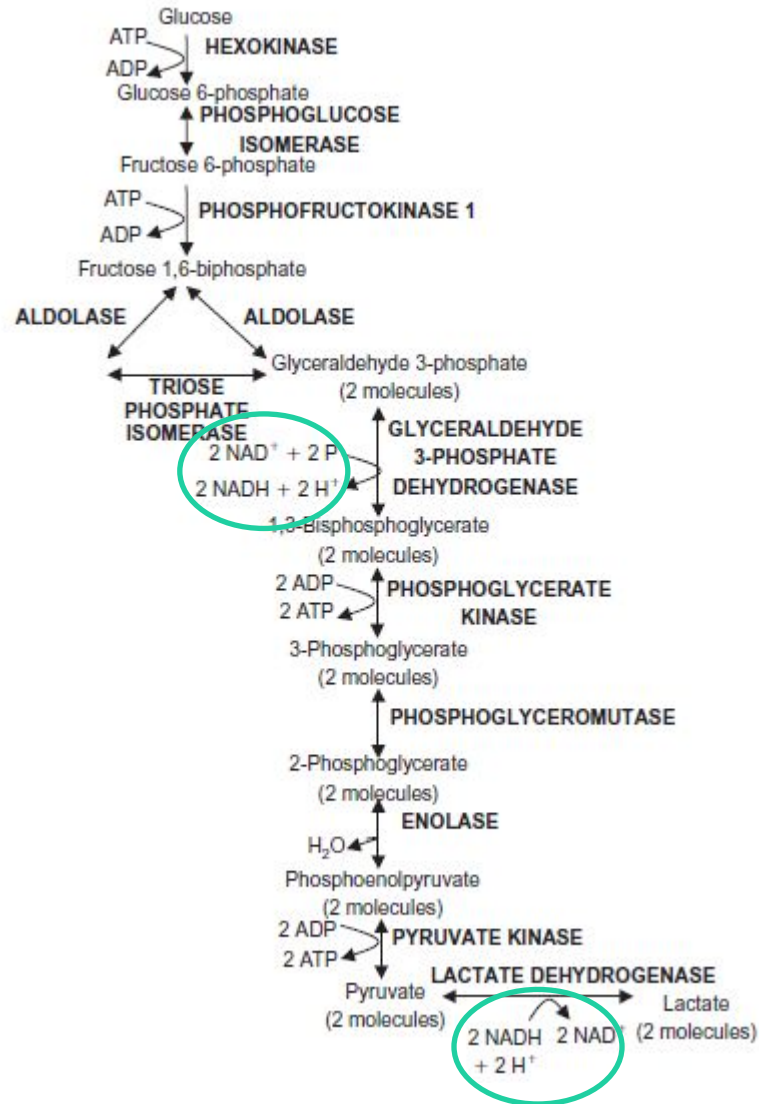 Glucose
ATP
HEXOKINASE
ADP
Glucose 6-phosphate
PHOSPHOGLUCOSE
ISOMERASE
Fructose 6-phosphate
ATP
PHOSPHOFRUCTOKINASE 1
ADP
Fructose 1,6-biphosphate
ALDOLASE ALDOLASE
Glyceraldehyde 3-phosphate
(2 molecules)
TRIOSE
PHOSPHATE
ISOMERASE
GLYCERALDEHYDE
3-PHOSPHATE
DEHYDROGENASE
2 NAD⁺ + 2 P
2 NADH + 2 H⁺
1,3-Bisphosphoglycerate
(2 molecules)
2 ADP
2 ATP
PHOSPHOGLYCERATE
KINASE
3-Phosphoglycerate
(2 molecules)
PHOSPHOGLYCEROMUTASE
2-Phosphoglycerate
(2 molecules)
ENOLASE
H₂O
Phosphoenolpyruvate
(2 molecules)
2 ADP
PYRUVATE KINASE
2 ATP
LACTATE DEHYDROGENASE
Pyruvate
(2 molecules)
Lactate
(2 molecules)
2 NADH 2 NAD⁺
+ 2 H⁺